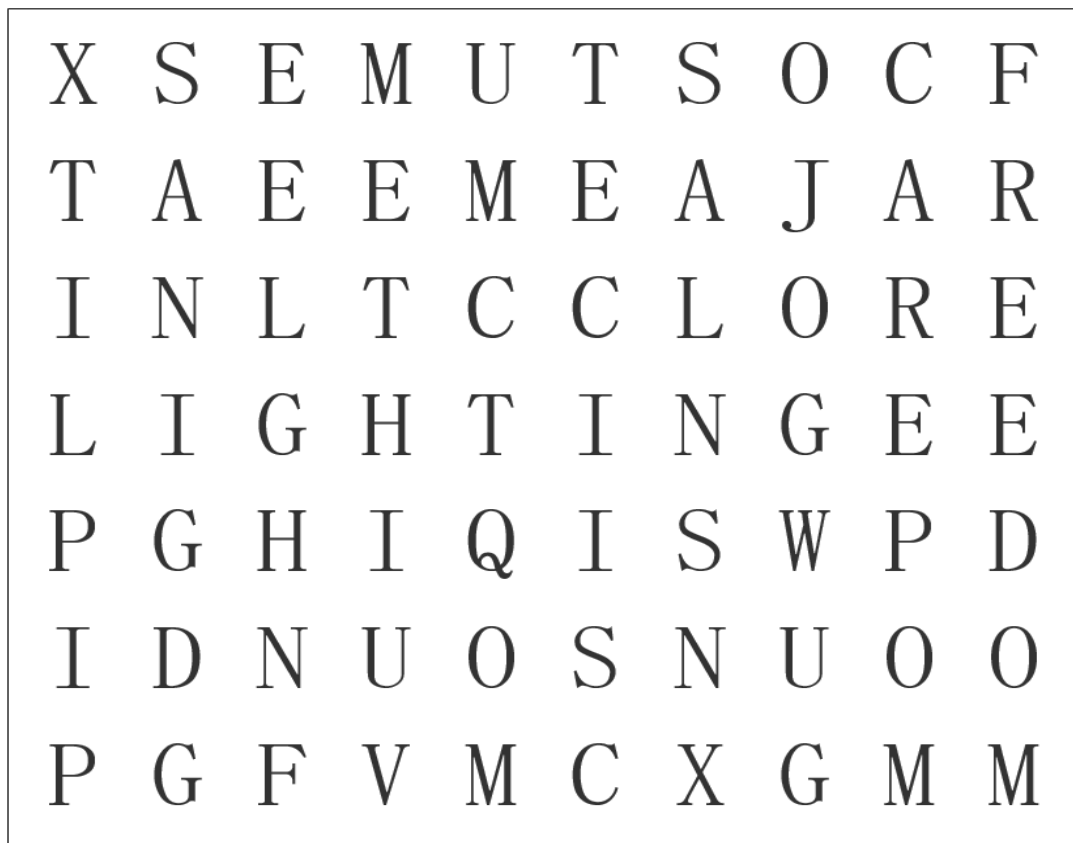 X S E M U T S O C F
T A E E M E A J A R
I N L T C C L O R E
L I G H T I N G E E
P G H I Q I S W P D
I D N U O S N U O O
P G F V M C X G M M